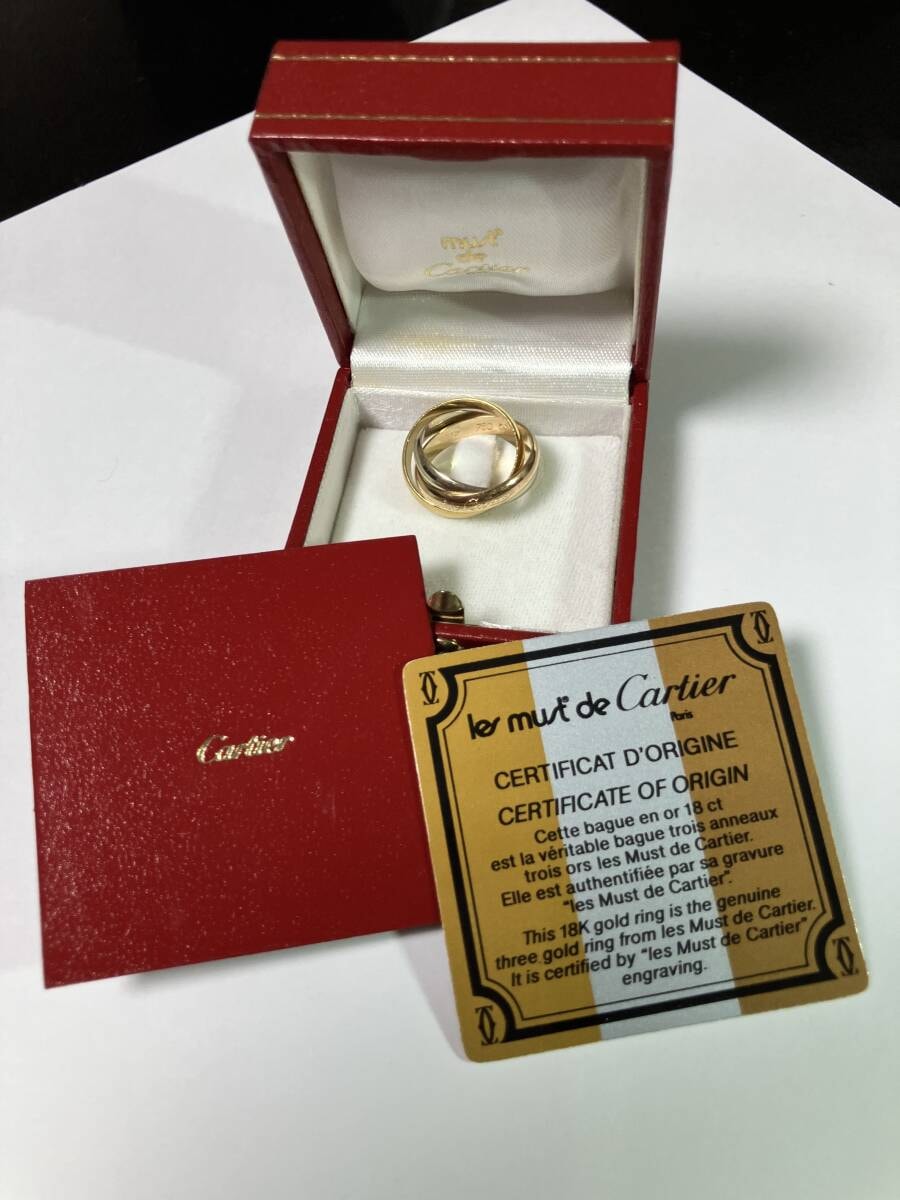 must
de
Cartier
750
Cartier
les must de Cartier
Paris
CERTIFICAT D'ORIGINE
CERTIFICATE OF ORIGIN
Cette bague en or 18 ct
est la véritable bague trois anneaux
trois ors les Must de Cartier.
Elle est authentifiée par sa gravure
"les Must de Cartier".
This 18K gold ring is the genuine
three gold ring from les Must de Cartier.
It is certified by "les Must de Cartier"
engraving.